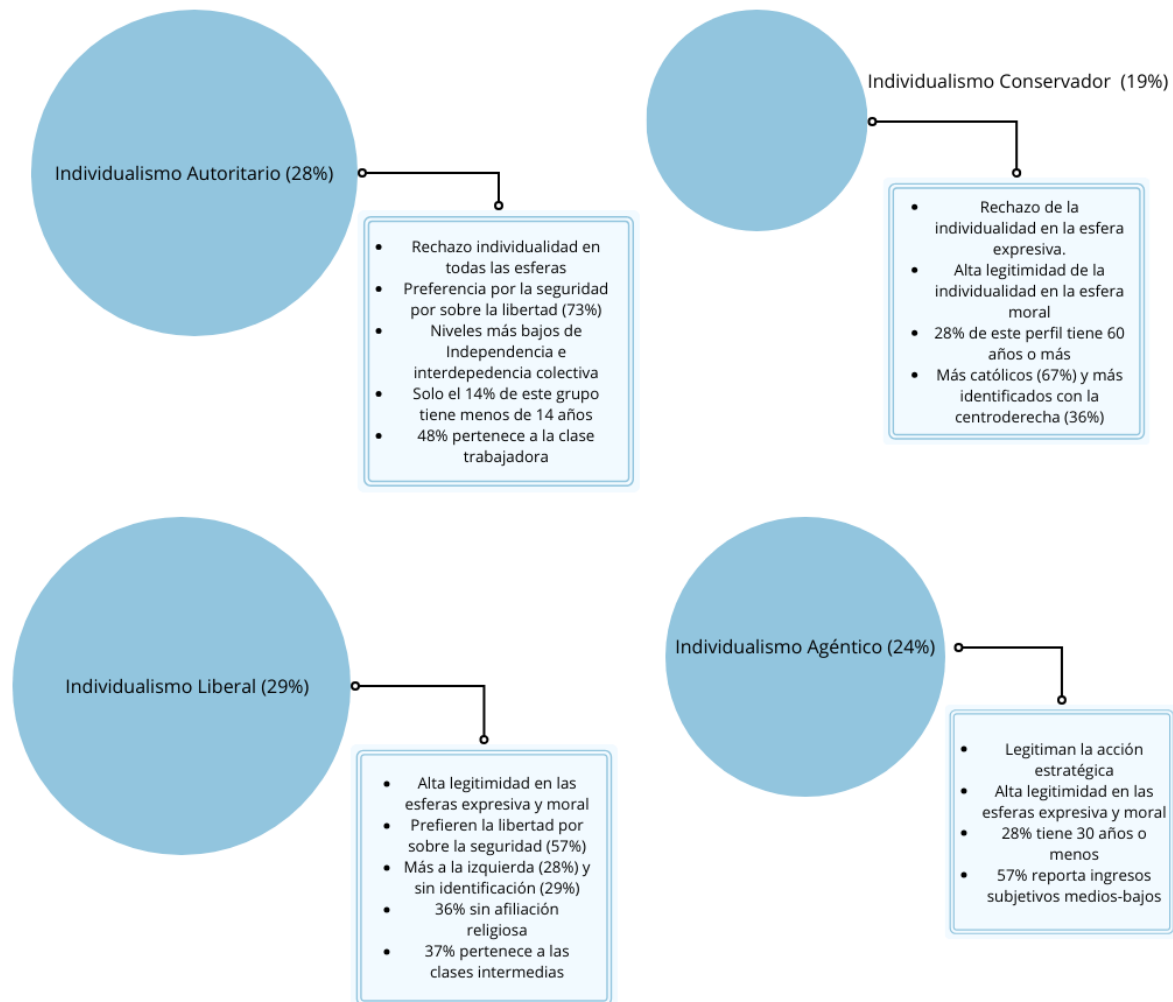 Individualismo Autoritario (28%)
• Rechazo individualidad en
todas las esferas
• Preferencia por la seguridad
por sobre la libertad (73%)
• Niveles más bajos de
Independencia e
interdepedencia colectiva
• Solo el 14% de este grupo
tiene menos de 14 años
• 48% pertenece a la clase
trabajadora
Individualismo Conservador (19%)
• Rechazo de la
individualidad en la esfera
expresiva.
• Alta legitimidad de la
individualidad en la esfera
moral
• 28% de este perfil tiene 60
años o más
• Más católicos (67%) y más
identificados con la
centroderecha (36%)
Individualismo Liberal (29%)
• Alta legitimidad en las
esferas expresiva y moral
• Prefieren la libertad por
sobre la seguridad (57%)
• Más a la izquierda (28%) y
sin identificación (29%)
• 36% sin afiliación
religiosa
• 37% pertenece a las
clases intermedias
Individualismo Agéntico (24%)
• Legitiman la acción
estratégica
• Alta legitimidad en las
esferas expresiva y moral
• 28% tiene 30 años o
menos
• 57% reporta ingresos
subjetivos medios-bajos